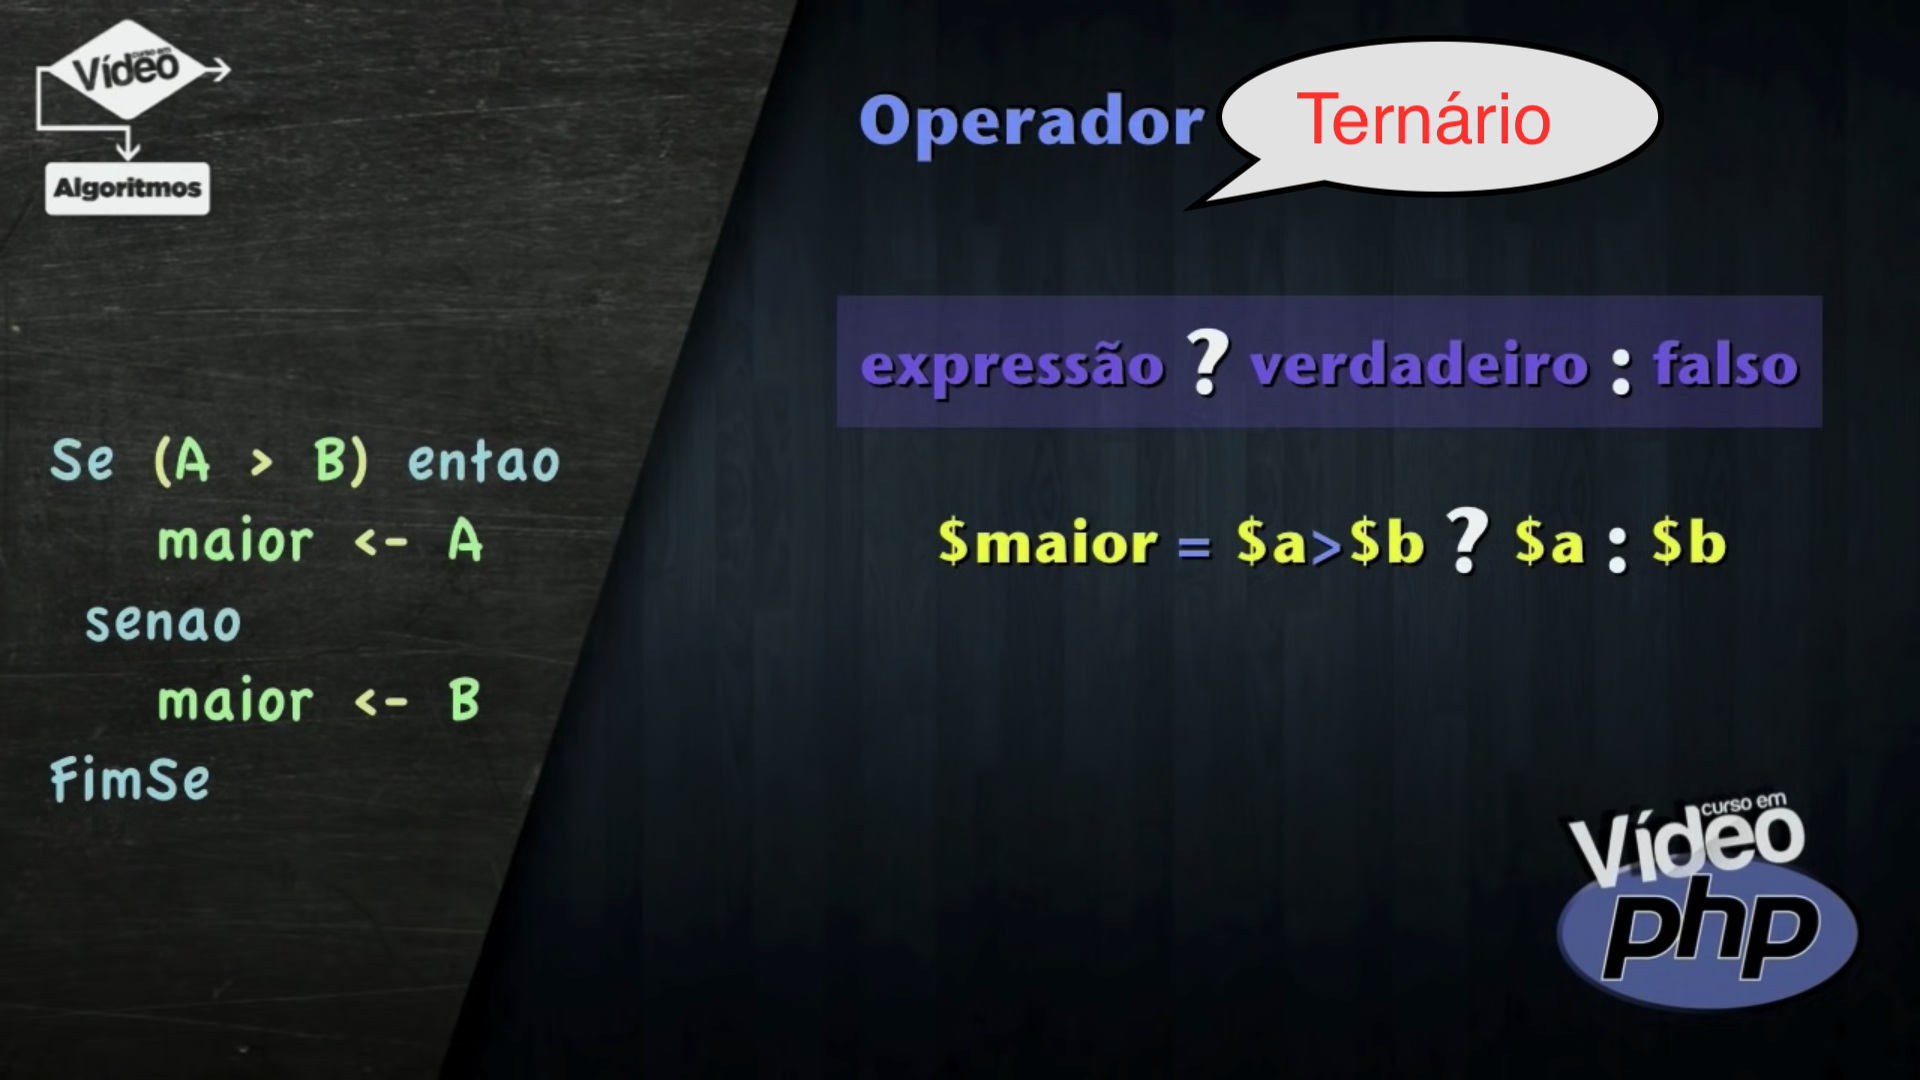 curso em
Vídeo
Algoritmos
Operador Ternário
expressão ? verdadeiro : falso
Se (A > B) entao
maior <- A
senao
maior <- B
FimSe
$maior = $a>$b ? $a : $b
curso em
Vídeo
php